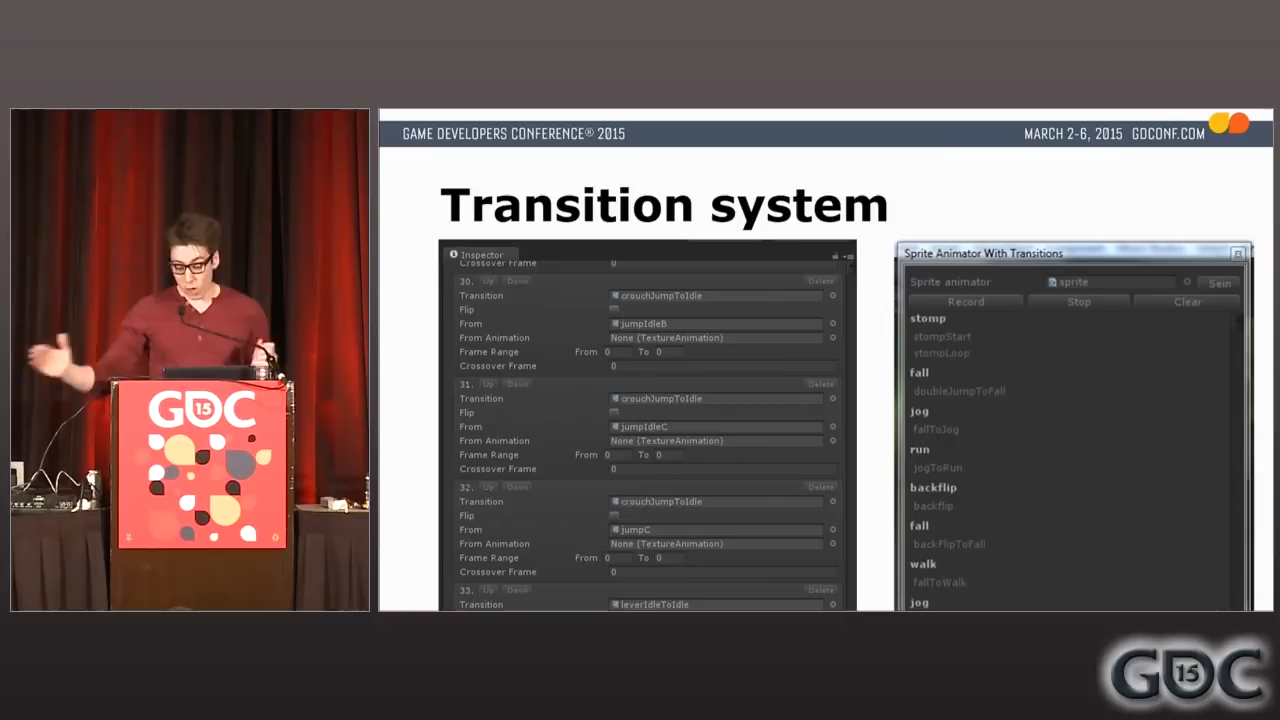 GAME DEVELOPERS CONFERENCE® 2015
MARCH 2-6, 2015 GDCONF.COM
Transition system
Inspector
Crossover Frame 0
30. Up Down Delete
Transition crouchJumpToIdle
Flip
From jumpIdleB
From Animation None (TextureAnimation)
Frame Range From 0 To 0
Crossover Frame 0
31. Up Down Delete
Transition crouchJumpToIdle
Flip
From jumpIdleC
From Animation None (TextureAnimation)
Frame Range From 0 To 0
Crossover Frame 0
32. Up Down Delete
Transition crouchJumpToIdle
Flip
From jumpC
From Animation None (TextureAnimation)
Frame Range From 0 To 0
Crossover Frame 0
33. Up Down Delete
Transition leverIdleToIdle
Sprite Animator With Transitions
Sprite animator sprite Sein
Record Stop Clear
stomp
stompStart
stompLoop
fall
doubleJumpToFall
jog
fallToJog
run
jogToRun
backflip
backflip
fall
backFlipToFall
walk
fallToWalk
jog
GDC 15
GDC 15